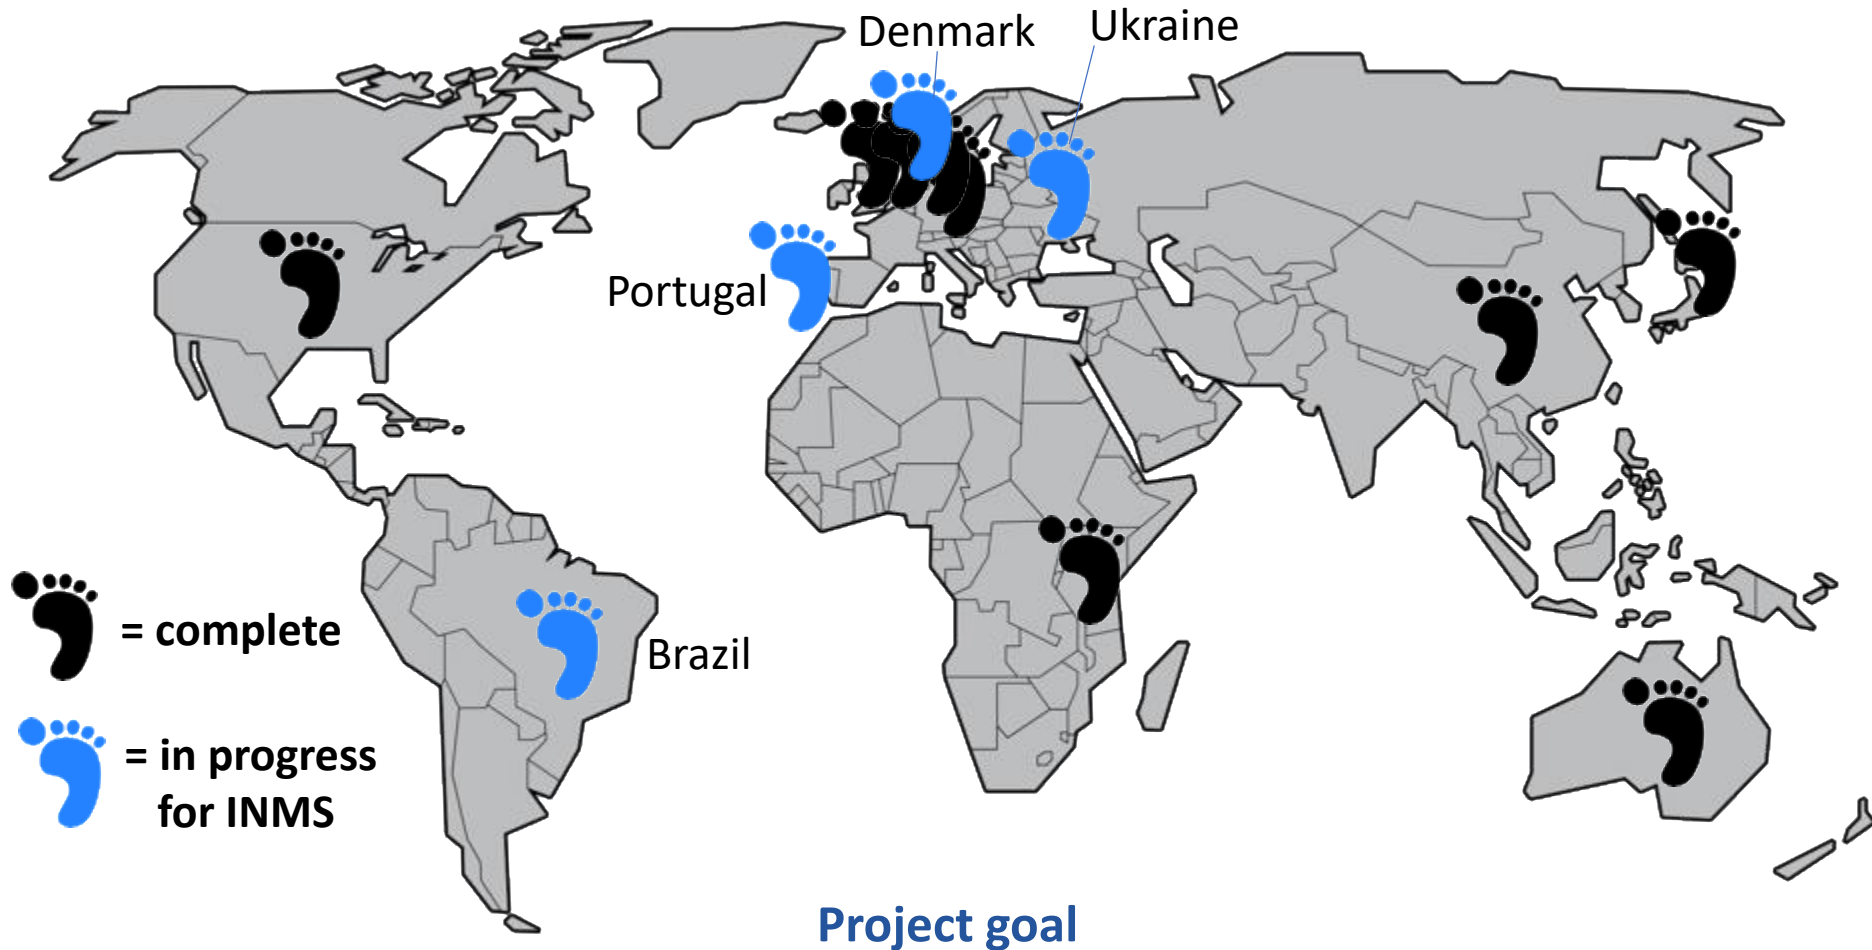 Denmark
Ukraine
Portugal
Brazil
= complete
= in progress
for INMS
Project goal